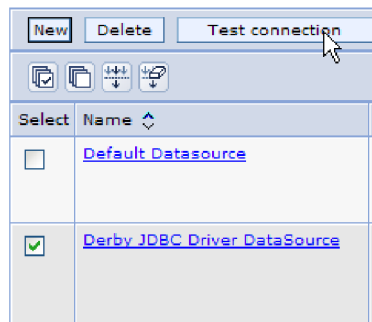 New Delete Test connection
Select Name
Default Datasource
Derby JDBC Driver DataSource